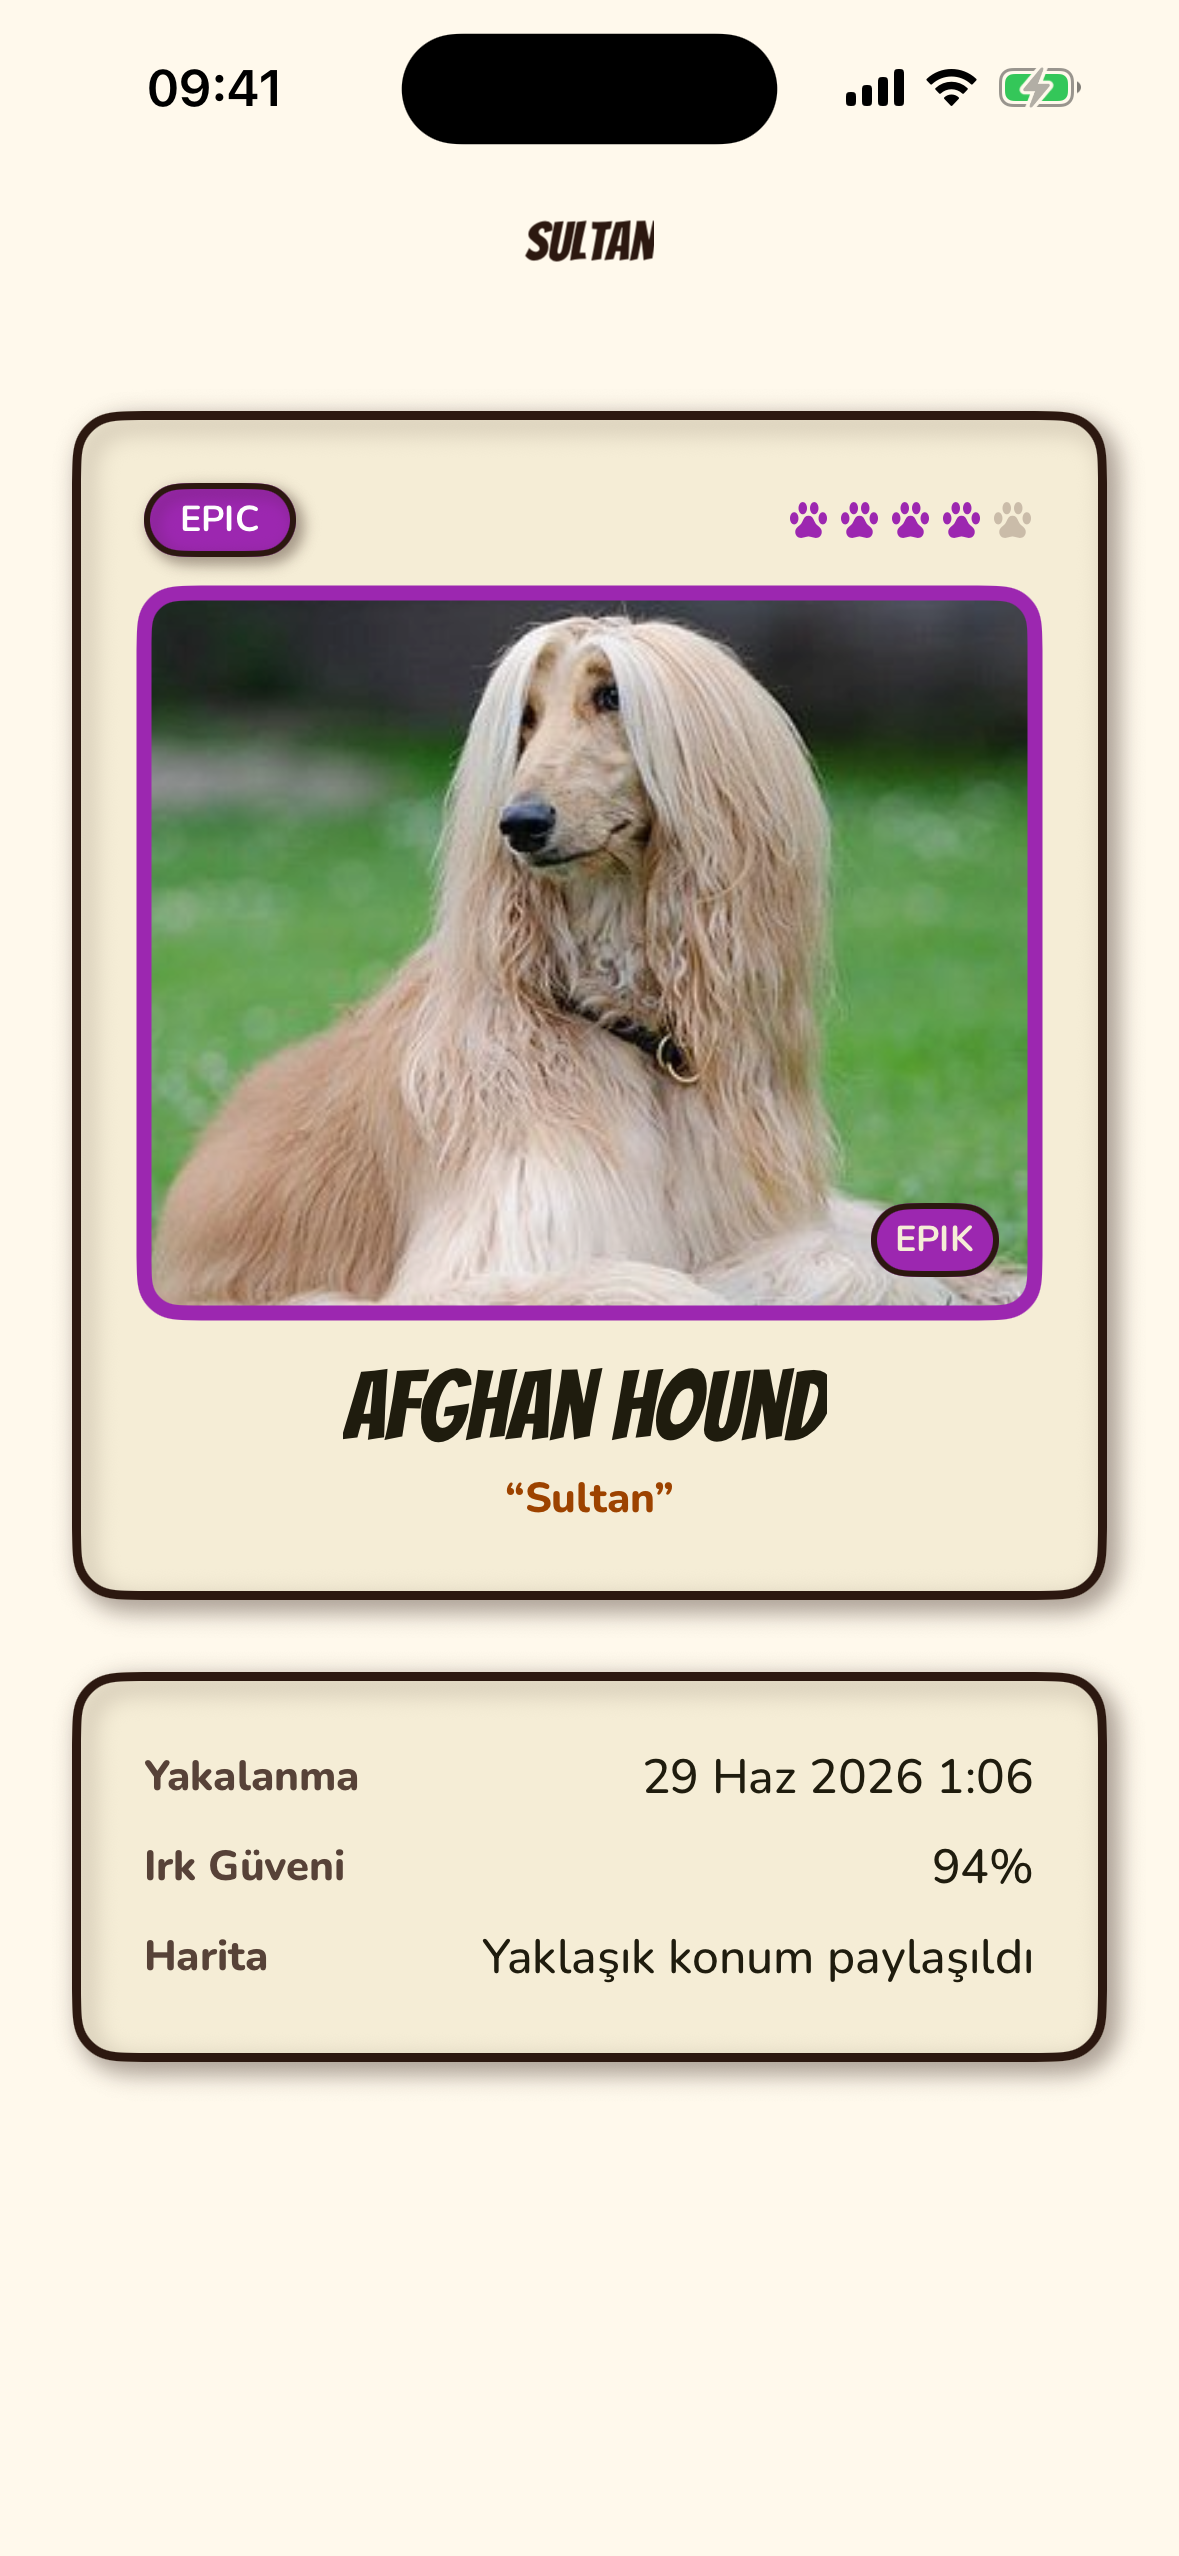 09:41
SULTAN
EPIC
EPIK
AFGHAN HOUND
“Sultan”
Yakalanma 29 Haz 2026 1:06
Irk Güveni 94%
Harita Yaklaşık konum paylaşıldı